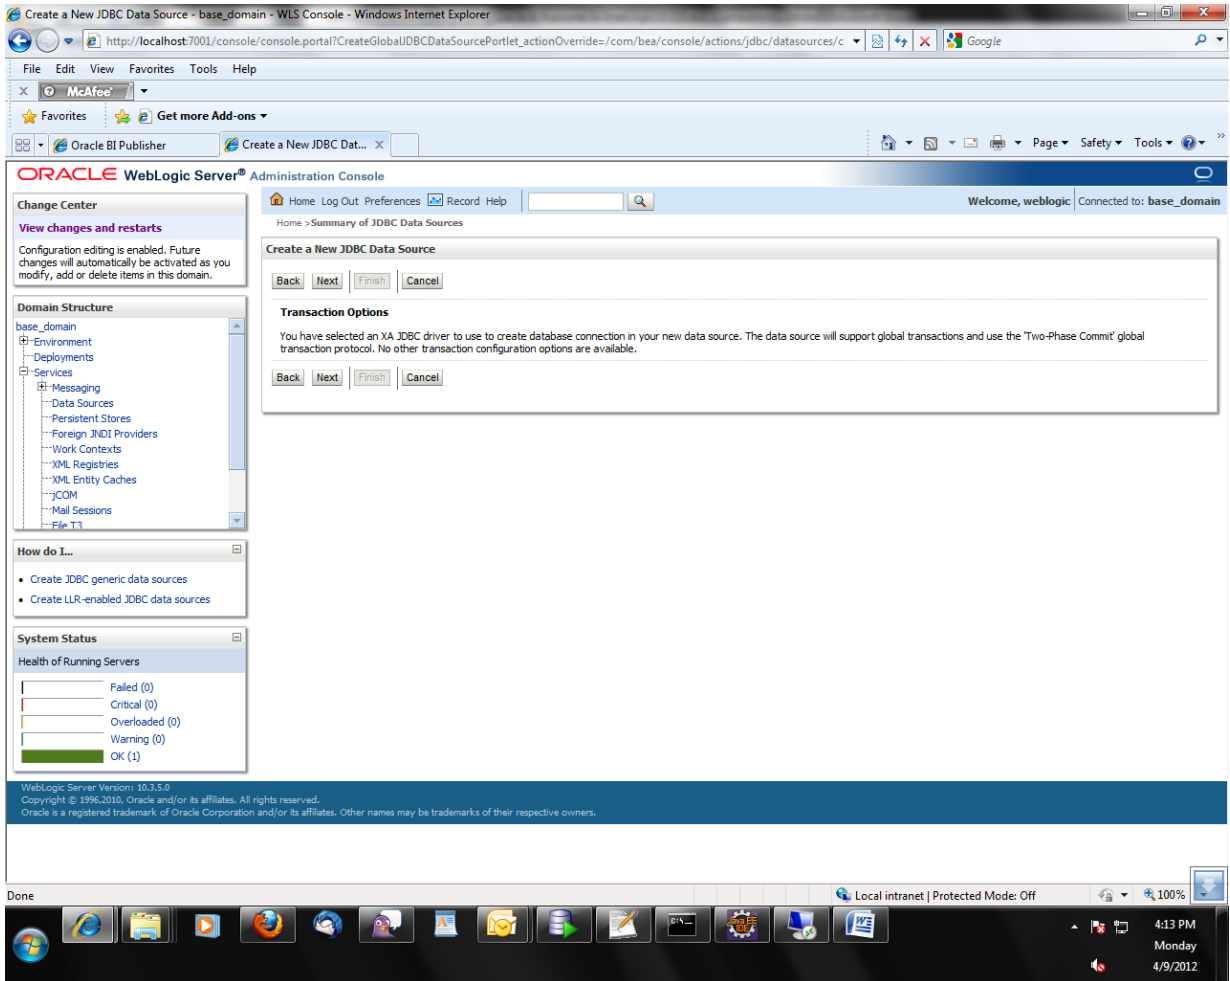 Create a New JDBC Data Source - base_domain - WLS Console - Windows Internet Explorer
http://localhost:7001/console/console.portal?CreateGlobalJDBCDataSourcePortlet_actionOverride=/com/bea/console/actions/jdbc/datasources/c
Google
File Edit View Favorites Tools Help
x McAfee
Favorites Get more Add-ons
Oracle BI Publisher
Create a New JDBC Dat... X
Page Safety Tools
ORACLE WebLogic Server® Administration Console
Change Center
View changes and restarts
Configuration editing is enabled. Future
changes will automatically be activated as you
modify, add or delete items in this domain.
Domain Structure
base_domain
Environment
Deployments
Services
Messaging
Data Sources
Persistent Stores
Foreign JNDI Providers
Work Contexts
XML Registries
XML Entity Caches
jCOM
Mail Sessions
File T3
How do I...
Create JDBC generic data sources
Create LLR-enabled JDBC data sources
System Status
Health of Running Servers
Failed (0)
Critical (0)
Overloaded (0)
Warning (0)
OK (1)
Home Log Out Preferences Record Help
Welcome, weblogic Connected to: base_domain
Home >Summary of JDBC Data Sources
Create a New JDBC Data Source
Back Next Finish Cancel
Transaction Options
You have selected an XA JDBC driver to use to create database connection in your new data source. The data source will support global transactions and use the 'Two-Phase Commit' global
transaction protocol. No other transaction configuration options are available.
Back Next Finish Cancel
WebLogic Server Version: 10.3.5.0
Copyright © 1996,2010, Oracle and/or its affiliates. All rights reserved.
Oracle is a registered trademark of Oracle Corporation and/or its affiliates. Other names may be trademarks of their respective owners.
Done
Local intranet | Protected Mode: Off
100%
Java EE
IDE
4:13 PM
Monday
4/9/2012